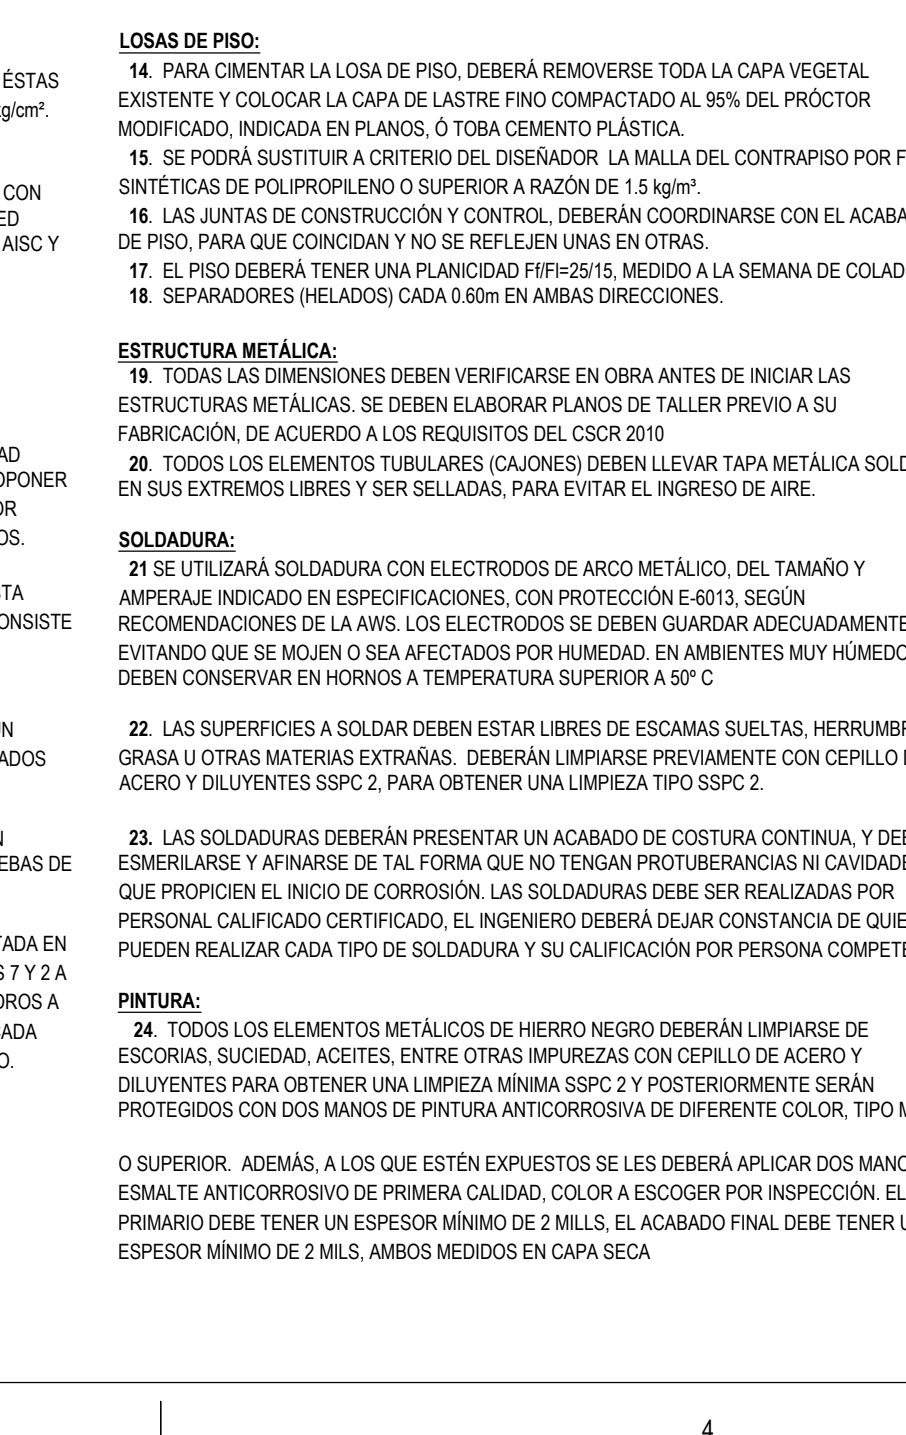 ÉSTAS
kg/cm².
CON
AISC Y
OS.
7 Y 2 A
O.
LOSAS DE PISO:
14. PARA CIMENTAR LA LOSA DE PISO, DEBERÁ REMOVERSE TODA LA CAPA VEGETAL
EXISTENTE Y COLOCAR LA CAPA DE LASTRE FINO COMPACTADO AL 95% DEL PRÓCTOR
MODIFICADO, INDICADA EN PLANOS, Ó TOBA CEMENTO PLÁSTICA.
15. SE PODRÁ SUSTITUIR A CRITERIO DEL DISEÑADOR LA MALLA DEL CONTRAPISO POR F
SINTÉTICAS DE POLIPROPILENO O SUPERIOR A RAZÓN DE 1.5 kg/m³.
16. LAS JUNTAS DE CONSTRUCCIÓN Y CONTROL, DEBERÁN COORDINARSE CON EL ACABA
DE PISO, PARA QUE COINCIDAN Y NO SE REFLEJEN UNAS EN OTRAS.
17. EL PISO DEBERÁ TENER UNA PLANICIDAD Ff/Fl=25/15, MEDIDO A LA SEMANA DE COLAD
18. SEPARADORES (HELADOS) CADA 0.60m EN AMBAS DIRECCIONES.
ESTRUCTURA METÁLICA:
19. TODAS LAS DIMENSIONES DEBEN VERIFICARSE EN OBRA ANTES DE INICIAR LAS
ESTRUCTURAS METÁLICAS. SE DEBEN ELABORAR PLANOS DE TALLER PREVIO A SU
FABRICACIÓN, DE ACUERDO A LOS REQUISITOS DEL CSCR 2010
20. TODOS LOS ELEMENTOS TUBULARES (CAJONES) DEBEN LLEVAR TAPA METÁLICA SOLD
EN SUS EXTREMOS LIBRES Y SER SELLADAS, PARA EVITAR EL INGRESO DE AIRE.
SOLDADURA:
21 SE UTILIZARÁ SOLDADURA CON ELECTRODOS DE ARCO METÁLICO, DEL TAMAÑO Y
AMPERAJE INDICADO EN ESPECIFICACIONES, CON PROTECCIÓN E-6013, SEGÚN
RECOMENDACIONES DE LA AWS. LOS ELECTRODOS SE DEBEN GUARDAR ADECUADAMENTE
EVITANDO QUE SE MOJEN O SEA AFECTADOS POR HUMEDAD. EN AMBIENTES MUY HÚMEDO
DEBEN CONSERVAR EN HORNOS A TEMPERATURA SUPERIOR A 50º C
22. LAS SUPERFICIES A SOLDAR DEBEN ESTAR LIBRES DE ESCAMAS SUELTAS, HERRUMBR
GRASA U OTRAS MATERIAS EXTRAÑAS. DEBERÁN LIMPIARSE PREVIAMENTE CON CEPILLO D
ACERO Y DILUYENTES SSPC 2, PARA OBTENER UNA LIMPIEZA TIPO SSPC 2.
23. LAS SOLDADURAS DEBERÁN PRESENTAR UN ACABADO DE COSTURA CONTINUA, Y DEB
ESMERILARSE Y AFINARSE DE TAL FORMA QUE NO TENGAN PROTUBERANCIAS NI CAVIDADE
QUE PROPICIEN EL INICIO DE CORROSIÓN. LAS SOLDADURAS DEBE SER REALIZADAS POR
PERSONAL CALIFICADO CERTIFICADO, EL INGENIERO DEBERÁ DEJAR CONSTANCIA DE QUIE
PUEDEN REALIZAR CADA TIPO DE SOLDADURA Y SU CALIFICACIÓN POR PERSONA COMPETE
PINTURA:
24. TODOS LOS ELEMENTOS METÁLICOS DE HIERRO NEGRO DEBERÁN LIMPIARSE DE
ESCORIAS, SUCIEDAD, ACEITES, ENTRE OTRAS IMPUREZAS CON CEPILLO DE ACERO Y
DILUYENTES PARA OBTENER UNA LIMPIEZA MÍNIMA SSPC 2 Y POSTERIORMENTE SERÁN
PROTEGIDOS CON DOS MANOS DE PINTURA ANTICORROSIVA DE DIFERENTE COLOR, TIPO M
O SUPERIOR. ADEMÁS, A LOS QUE ESTÉN EXPUESTOS SE LES DEBERÁ APLICAR DOS MANO
ESMALTE ANTICORROSIVO DE PRIMERA CALIDAD, COLOR A ESCOGER POR INSPECCIÓN. EL
PRIMARIO DEBE TENER UN ESPESOR MÍNIMO DE 2 MILLS, EL ACABADO FINAL DEBE TENER U
ESPESOR MÍNIMO DE 2 MILS, AMBOS MEDIDOS EN CAPA SECA
4